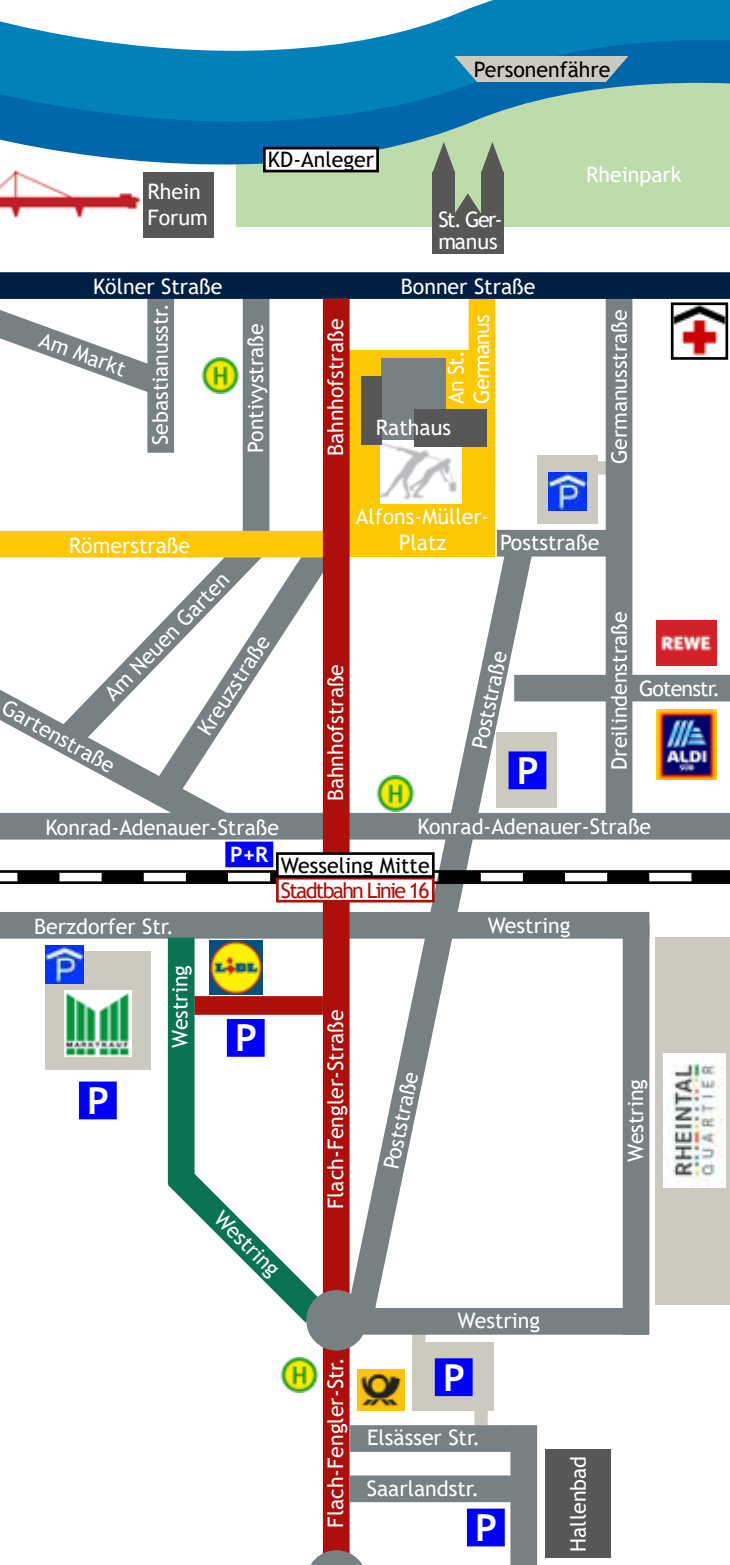 Personenfähre
KD-Anleger
Rheinpark
Rhein
Forum
St. Ger-
manus
Kölner Straße
Bonner Straße
Am Markt
Sebastianusstr.
H
Pontivystraße
Bahnhofstraße
An St.
Germanus
Germanusstraße
Rathaus
P
Alfons-Müller-
Platz
Römerstraße
Poststraße
Am Neuen Garten
Kreuzstraße
Gartenstraße
Bahnhofstraße
Poststraße
Dreilindenstraße
REWE
Gotenstr.
ALDI
SÜD
P
H
Konrad-Adenauer-Straße
Konrad-Adenauer-Straße
P+R
Wesseling Mitte
Stadtbahn Linie 16
Berzdorfer Str.
Westring
P
LIDL
Westring
MARKTKAUF
P
P
Flach-Fengler-Straße
Poststraße
Westring
RHEINTAL
QUARTIER
Westring
Westring
H
Flach-Fengler-Str.
P
Elsässer Str.
Saarlandstr.
P
Hallenbad